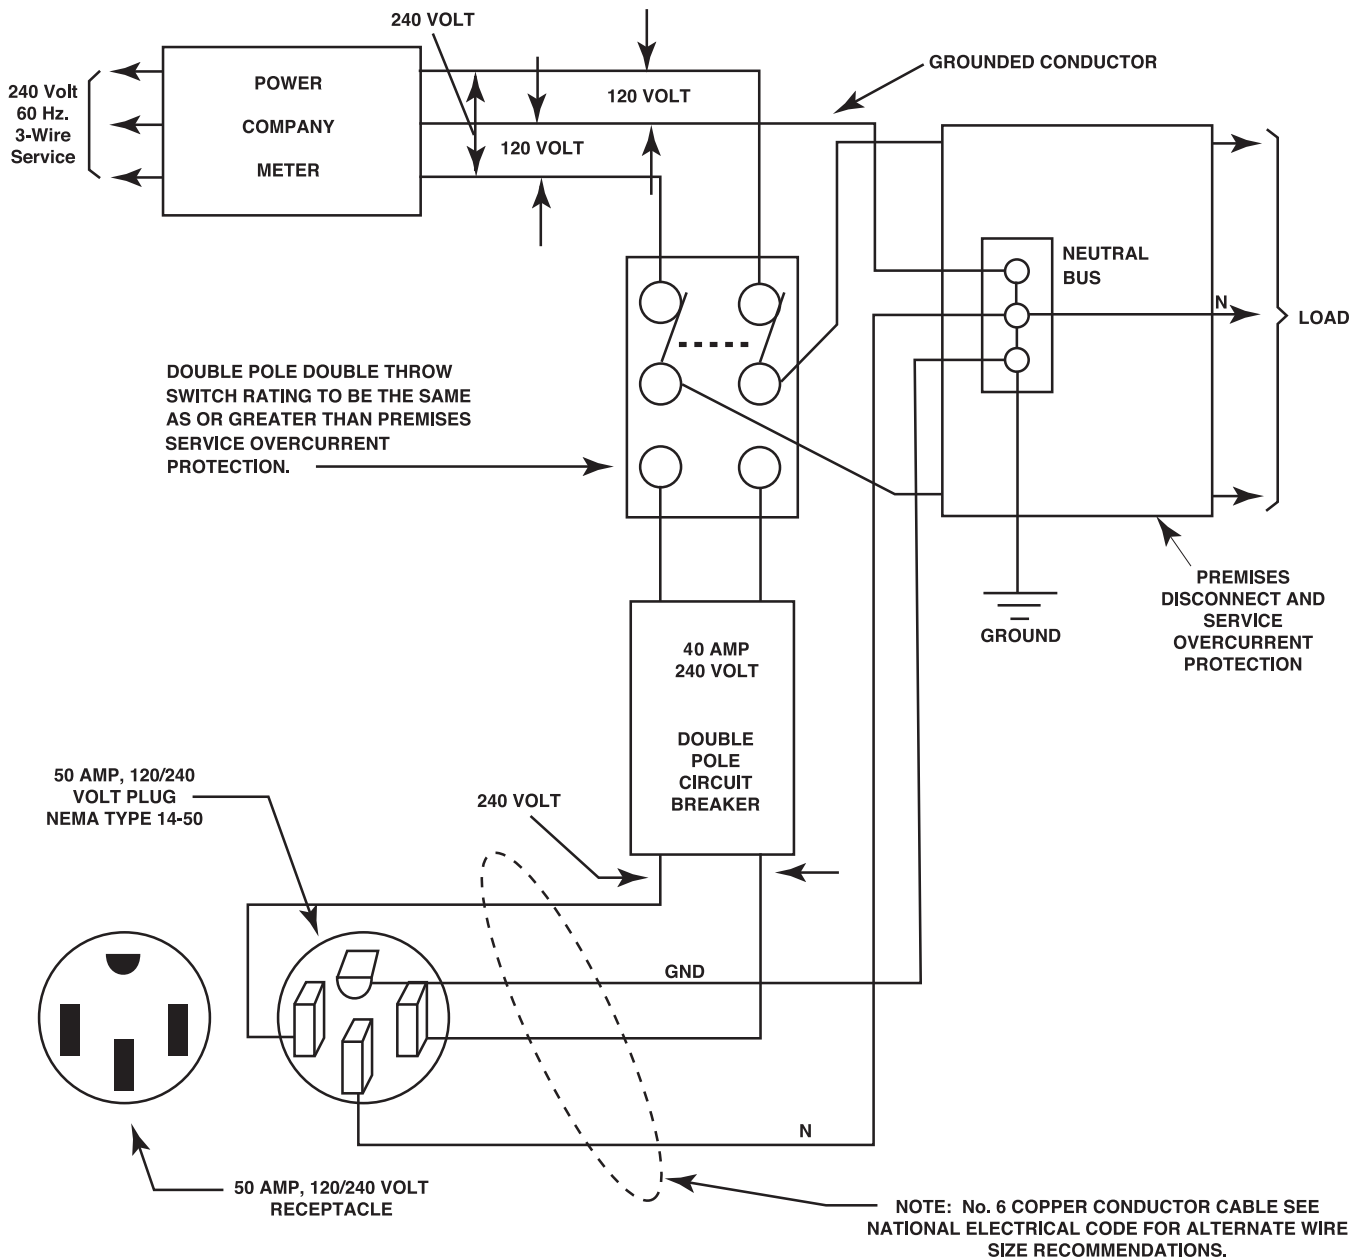 240 VOLT
GROUNDED CONDUCTOR
240 Volt
60 Hz.
3-Wire
Service
POWER
COMPANY
METER
120 VOLT
120 VOLT
NEUTRAL
BUS
N
LOAD
DOUBLE POLE DOUBLE THROW
SWITCH RATING TO BE THE SAME
AS OR GREATER THAN PREMISES
SERVICE OVERCURRENT
PROTECTION.
GROUND
PREMISES
DISCONNECT AND
SERVICE
OVERCURRENT
PROTECTION
40 AMP
240 VOLT
DOUBLE
POLE
CIRCUIT
BREAKER
50 AMP, 120/240
VOLT PLUG
NEMA TYPE 14-50
240 VOLT
GND
N
50 AMP, 120/240 VOLT
RECEPTACLE
NOTE: No. 6 COPPER CONDUCTOR CABLE SEE
NATIONAL ELECTRICAL CODE FOR ALTERNATE WIRE
SIZE RECOMMENDATIONS.